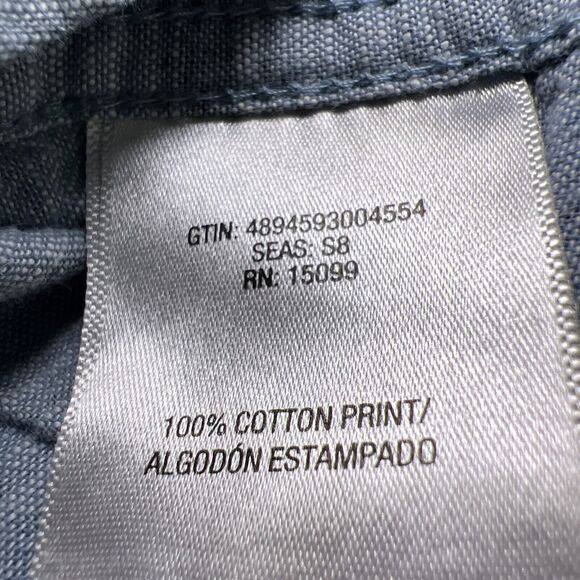 GTIN: 4894593004554
SEAS: S8
RN: 15099
100% COTTON PRINT/
ALGODÓN ESTAMPADO